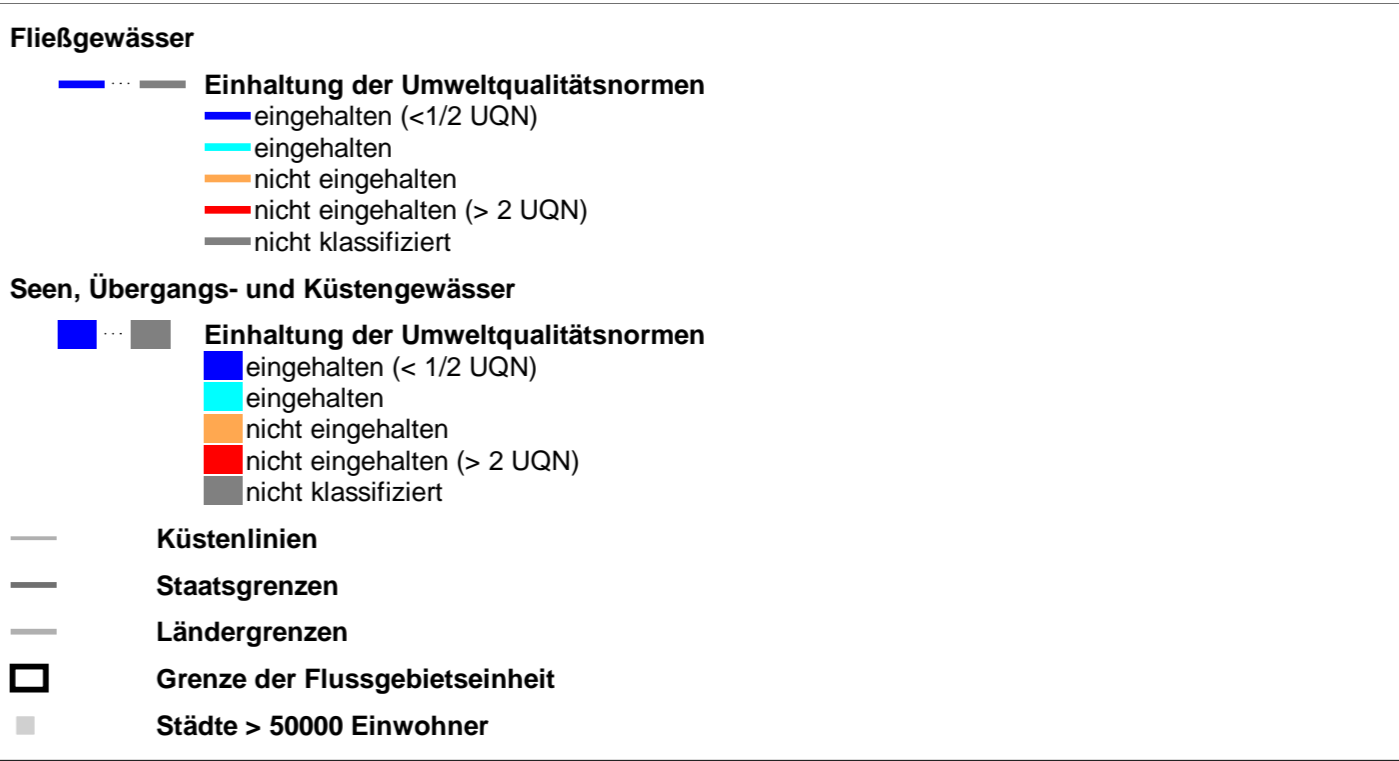 Fließgewässer
... Einhaltung der Umweltqualitätsnormen
eingehalten (<1/2 UQN)
eingehalten
nicht eingehalten
nicht eingehalten (> 2 UQN)
nicht klassifiziert
Seen, Übergangs- und Küstengewässer
... Einhaltung der Umweltqualitätsnormen
eingehalten (< 1/2 UQN)
eingehalten
nicht eingehalten
nicht eingehalten (> 2 UQN)
nicht klassifiziert
Küstenlinien
Staatsgrenzen
Ländergrenzen
Grenze der Flussgebietseinheit
Städte > 50000 Einwohner